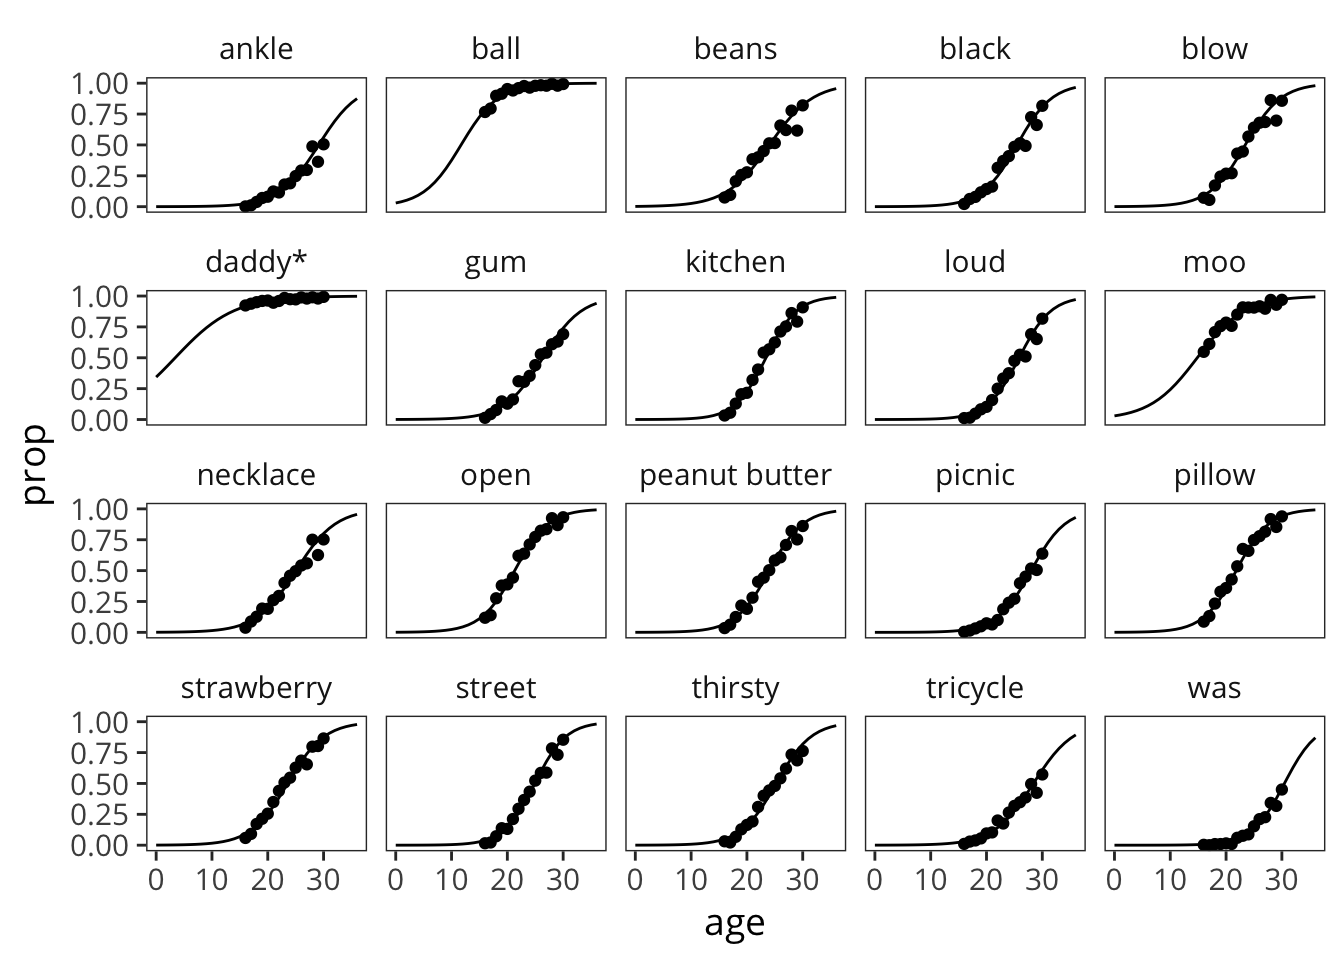 ankle ball beans black blow
1.00
0.75
0.50
0.25
0.00
daddy* gum kitchen loud moo
1.00
0.75
0.50
0.25
0.00
necklace open peanut butter picnic pillow
1.00
0.75
0.50
0.25
0.00
strawberry street thirsty tricycle was
1.00
0.75
0.50
0.25
0.00
0 10 20 30 0 10 20 30 0 10 20 30 0 10 20 30 0 10 20 30
age
prop